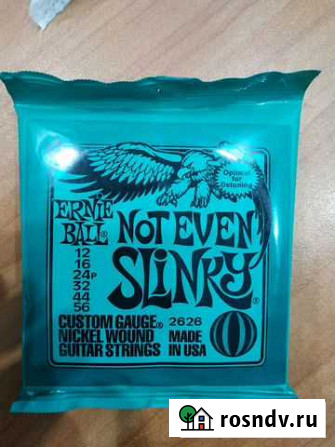 Optimal
for
Detuning
ERNIE
BALL®
NOT EVEN
SLINKY®
12
16
24P
32
44
56
CUSTOM GAUGE®
NICKEL WOUND
GUITAR STRINGS
2626
MADE
IN USA
rosndv.ru